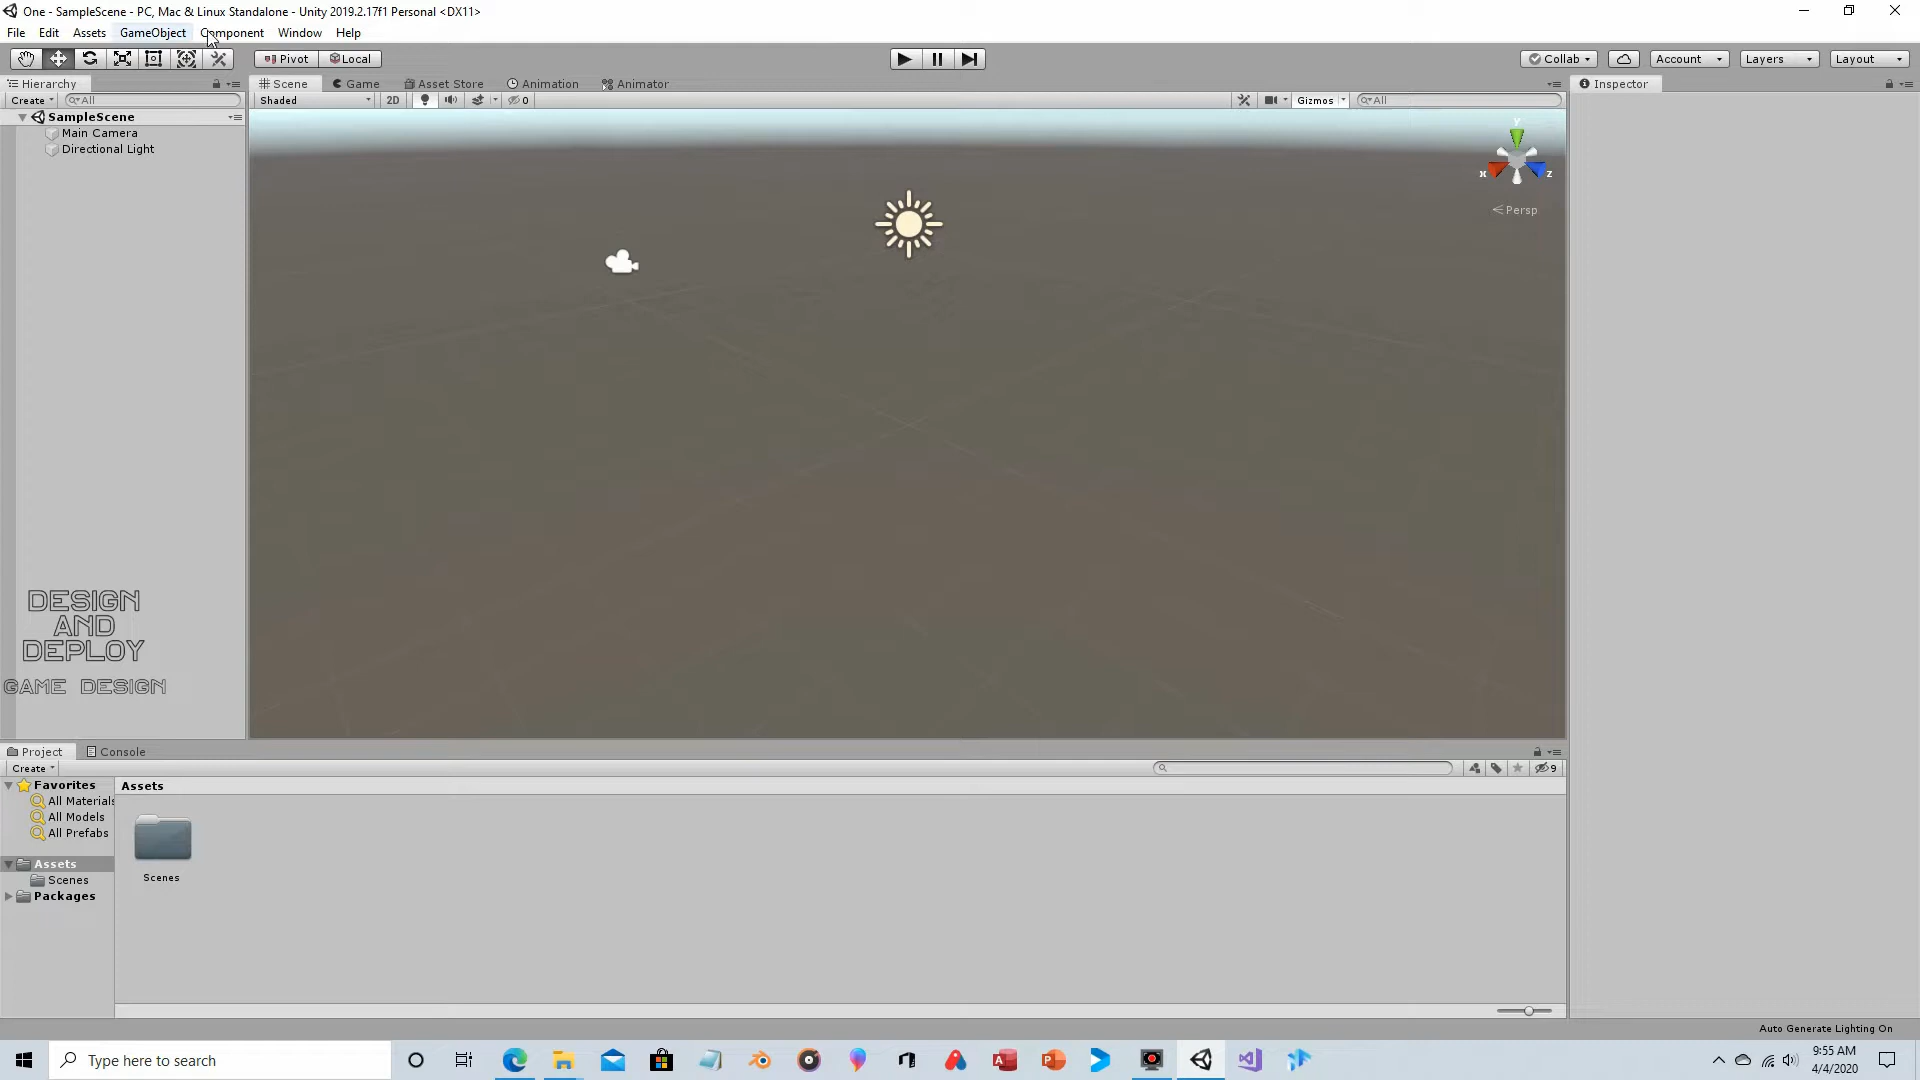 One - SampleScene - PC, Mac & Linux Standalone - Unity 2019.2.17f1 Personal <DX11>
File Edit Assets GameObject Component Window Help
Pivot Local Collab Account Layers Layout
Hierarchy Scene Game Asset Store Animation Animator Inspector
Create All Shaded 2D 0 Gizmos All
SampleScene
Main Camera
Directional Light
y
x z
Persp
DESIGN
AND
DEPLOY
GAME DESIGN
Project Console
Create 9
Favorites Assets
All Materials
All Models
All Prefabs
Assets
Scenes
Packages
Scenes
Auto Generate Lighting On
Type here to search
9:55 AM
4/4/2020